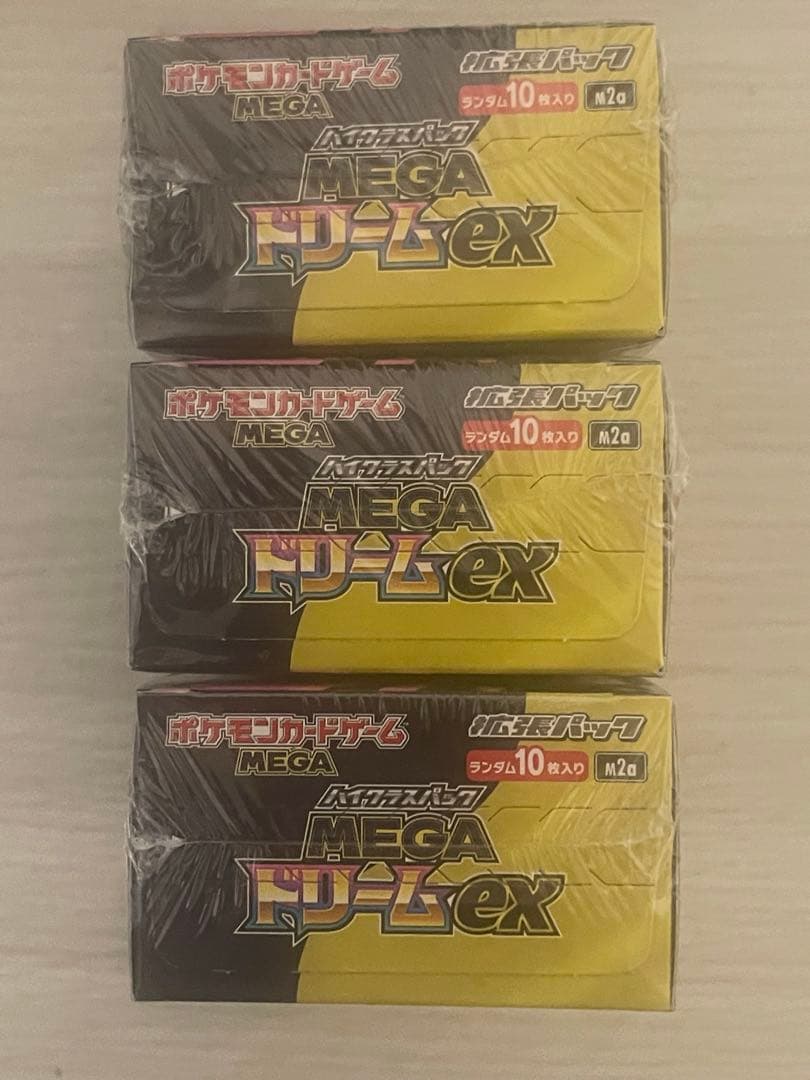 ポケモンカードゲーム
MEGA
拡張パック
ランダム10枚入り M2a
ハイクラスパック
MEGA
ドリームex
ポケモンカードゲーム
MEGA
拡張パック
ランダム10枚入り M2a
ハイクラスパック
MEGA
ドリームex
ポケモンカードゲーム
MEGA
拡張パック
ランダム10枚入り M2a
ハイクラスパック
MEGA
ドリームex